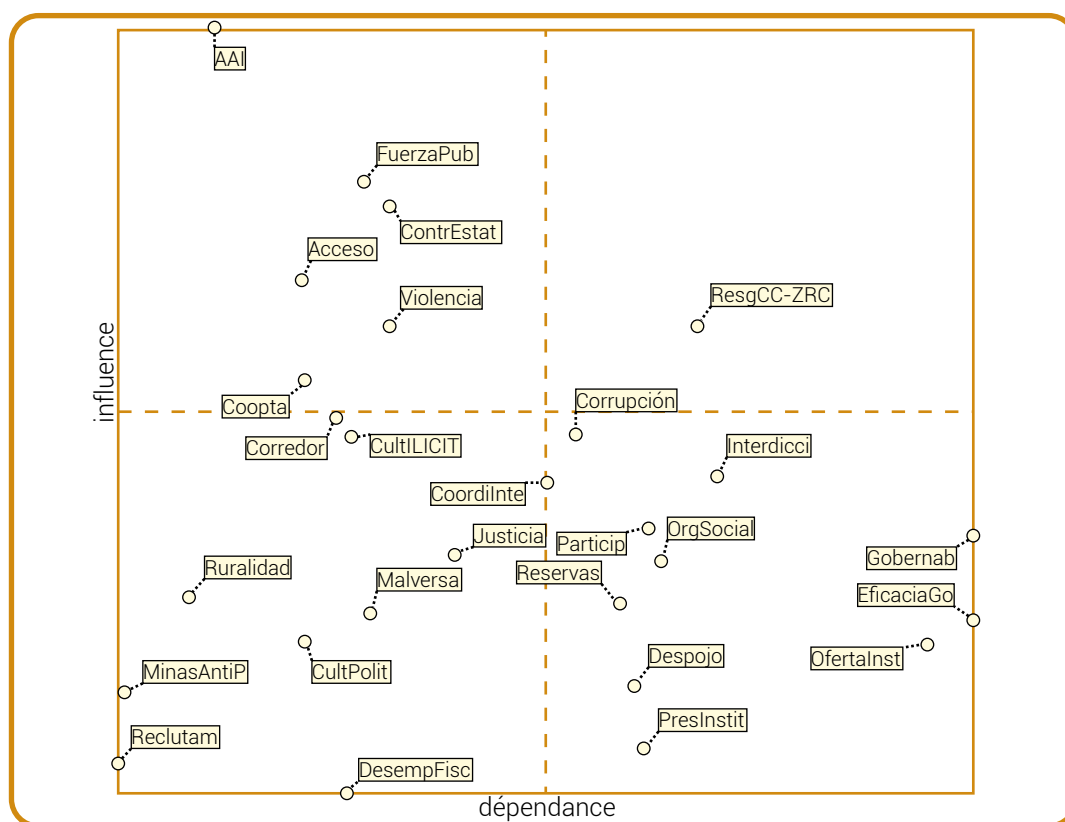 AAI
FuerzaPub
ContrEstat
Acceso
Violencia
ResgCC-ZRC
influence
Coopta
Corrupción
Corredor
CultILICIT
Interdicci
CoordiInte
Justicia
Particip
OrgSocial
Gobernab
Ruralidad
Malversa
Reservas
EficaciaGo
MinasAntiP
CultPolit
Despojo
OfertaInst
Reclutam
PresInstit
DesempFisc
dépendance